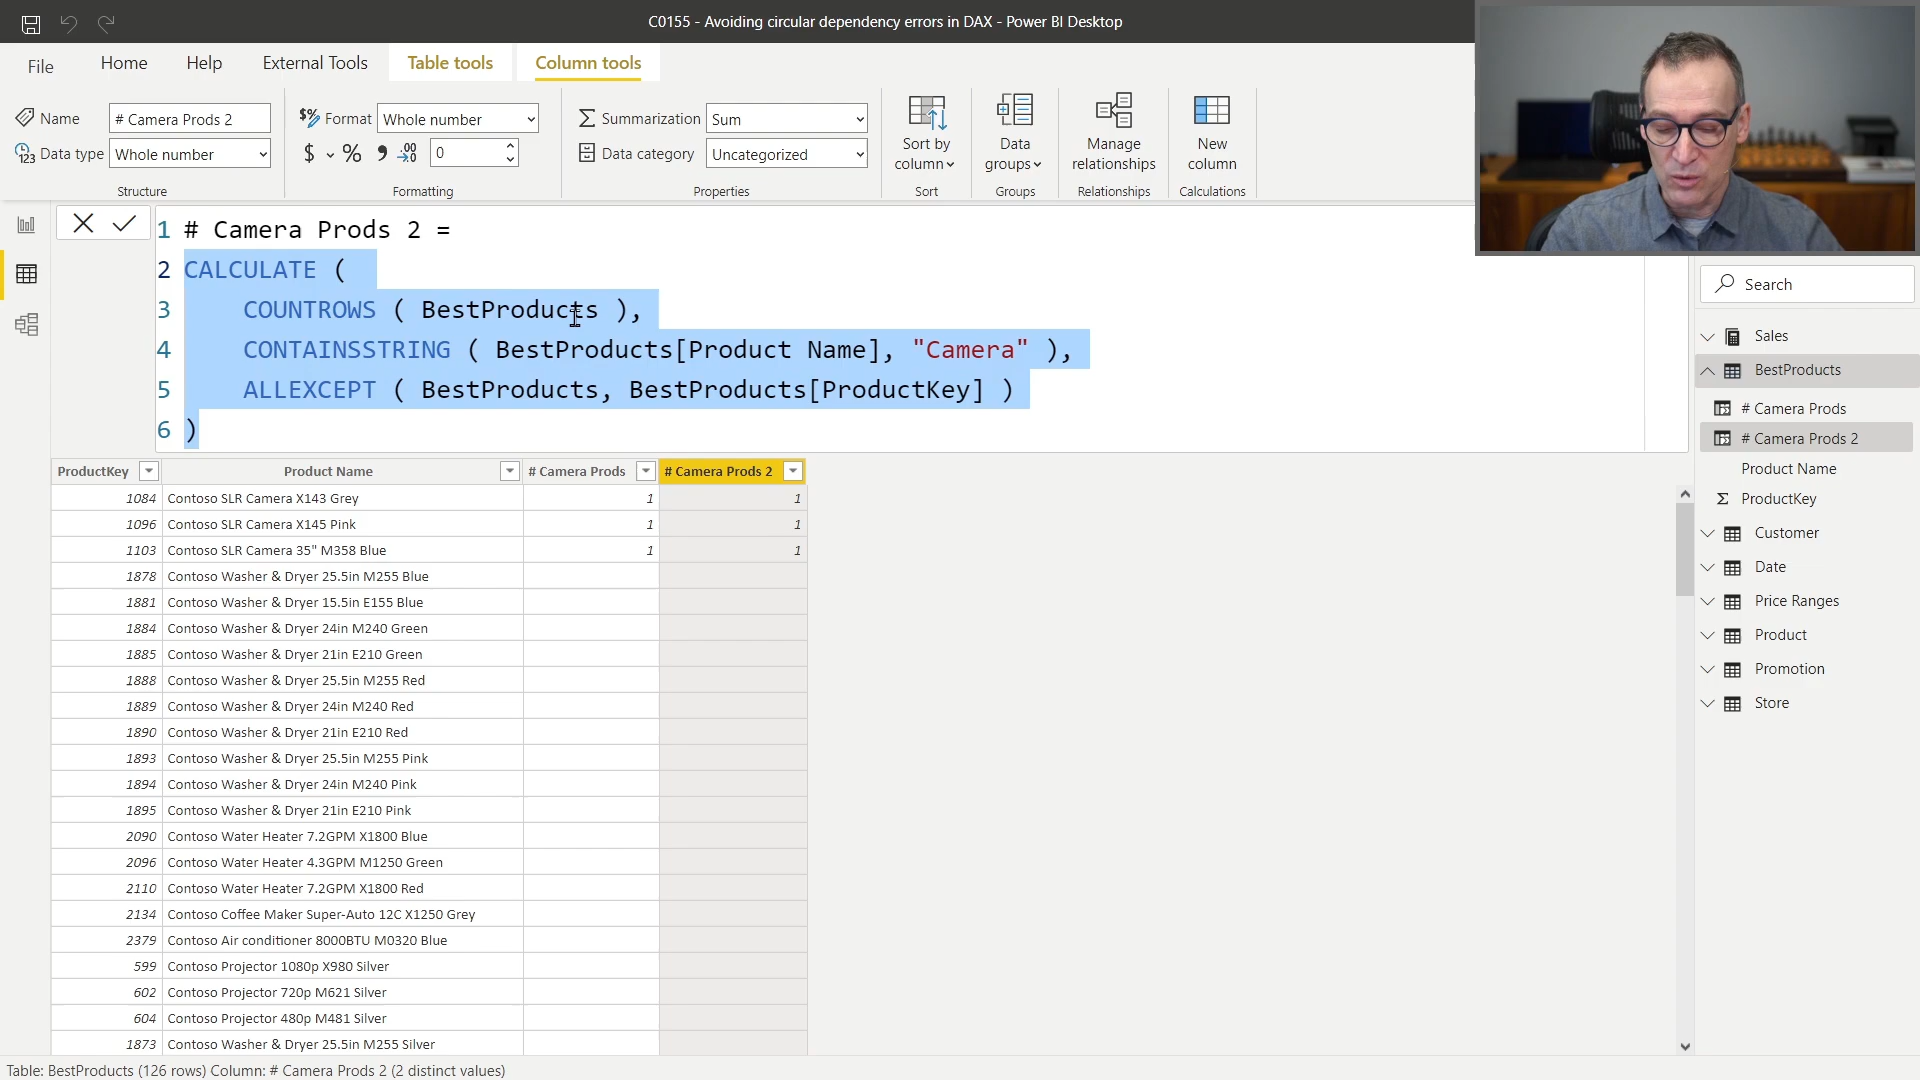 C0155 - Avoiding circular dependency errors in DAX - Power BI Desktop
File
Home
Help
External Tools
Table tools
Column tools
Name
# Camera Prods 2
Data type
Whole number
Structure
Format
Whole number
$
%
0
Formatting
Summarization
Sum
Data category
Uncategorized
Properties
Sort by
column
Sort
Data
groups
Groups
Manage
relationships
Relationships
New
column
Calculations
1 # Camera Prods 2 =
2 CALCULATE (
3 COUNTROWS ( BestProducts ),
4 CONTAINSSTRING ( BestProducts[Product Name], "Camera" ),
5 ALLEXCEPT ( BestProducts, BestProducts[ProductKey] )
6 )
ProductKey Product Name # Camera Prods # Camera Prods 2
1084 Contoso SLR Camera X143 Grey 1 1
1096 Contoso SLR Camera X145 Pink 1 1
1103 Contoso SLR Camera 35" M358 Blue 1 1
1878 Contoso Washer & Dryer 25.5in M255 Blue
1881 Contoso Washer & Dryer 15.5in E155 Blue
1884 Contoso Washer & Dryer 24in M240 Green
1885 Contoso Washer & Dryer 21in E210 Green
1888 Contoso Washer & Dryer 25.5in M255 Red
1889 Contoso Washer & Dryer 24in M240 Red
1890 Contoso Washer & Dryer 21in E210 Red
1893 Contoso Washer & Dryer 25.5in M255 Pink
1894 Contoso Washer & Dryer 24in M240 Pink
1895 Contoso Washer & Dryer 21in E210 Pink
2090 Contoso Water Heater 7.2GPM X1800 Blue
2096 Contoso Water Heater 4.3GPM M1250 Green
2110 Contoso Water Heater 7.2GPM X1800 Red
2134 Contoso Coffee Maker Super-Auto 12C X1250 Grey
2379 Contoso Air conditioner 8000BTU M0320 Blue
599 Contoso Projector 1080p X980 Silver
602 Contoso Projector 720p M621 Silver
604 Contoso Projector 480p M481 Silver
1873 Contoso Washer & Dryer 25.5in M255 Silver
Search
Sales
BestProducts
# Camera Prods
# Camera Prods 2
Product Name
Σ ProductKey
Customer
Date
Price Ranges
Product
Promotion
Store
Table: BestProducts (126 rows) Column: # Camera Prods 2 (2 distinct values)